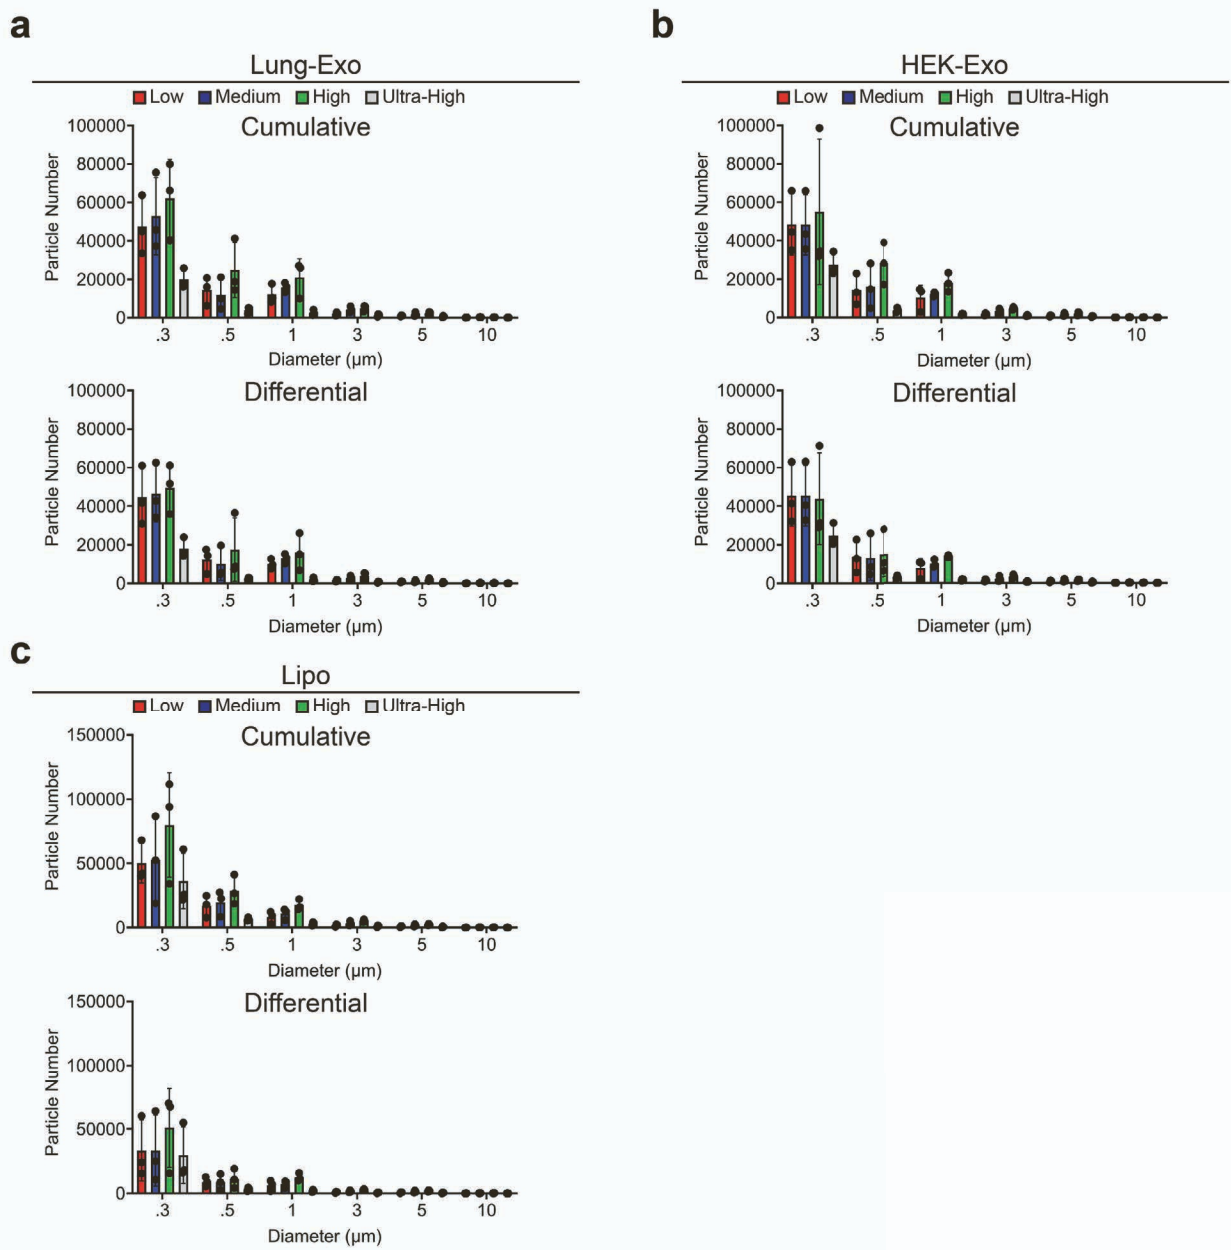 a
Lung-Exo
Low Medium High Ultra-High
Cumulative
Particle Number
100000
80000
60000
40000
20000
0
.3 .5 1 3 5 10
Diameter (µm)
Differential
Particle Number
100000
80000
60000
40000
20000
0
.3 .5 1 3 5 10
Diameter (µm)
b
HEK-Exo
Low Medium High Ultra-High
Cumulative
Particle Number
100000
80000
60000
40000
20000
0
.3 .5 1 3 5 10
Diameter (µm)
Differential
Particle Number
100000
80000
60000
40000
20000
0
.3 .5 1 3 5 10
Diameter (µm)
c
Lipo
Low Medium High Ultra-High
Cumulative
Particle Number
150000
100000
50000
0
.3 .5 1 3 5 10
Diameter (µm)
Differential
Particle Number
150000
100000
50000
0
.3 .5 1 3 5 10
Diameter (µm)